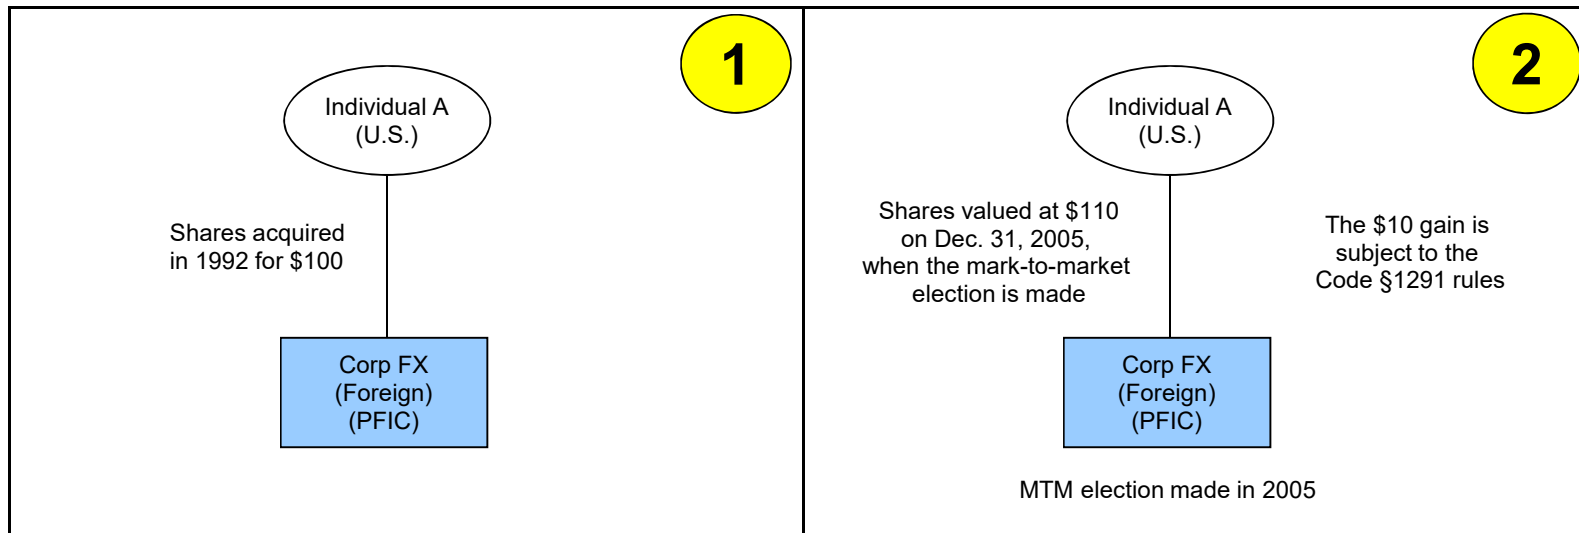 1
Individual A
(U.S.)
Shares acquired
in 1992 for $100
Corp FX
(Foreign)
(PFIC)
2
Individual A
(U.S.)
Shares valued at $110
on Dec. 31, 2005,
when the mark-to-market
election is made
The $10 gain is
subject to the
Code §1291 rules
Corp FX
(Foreign)
(PFIC)
MTM election made in 2005